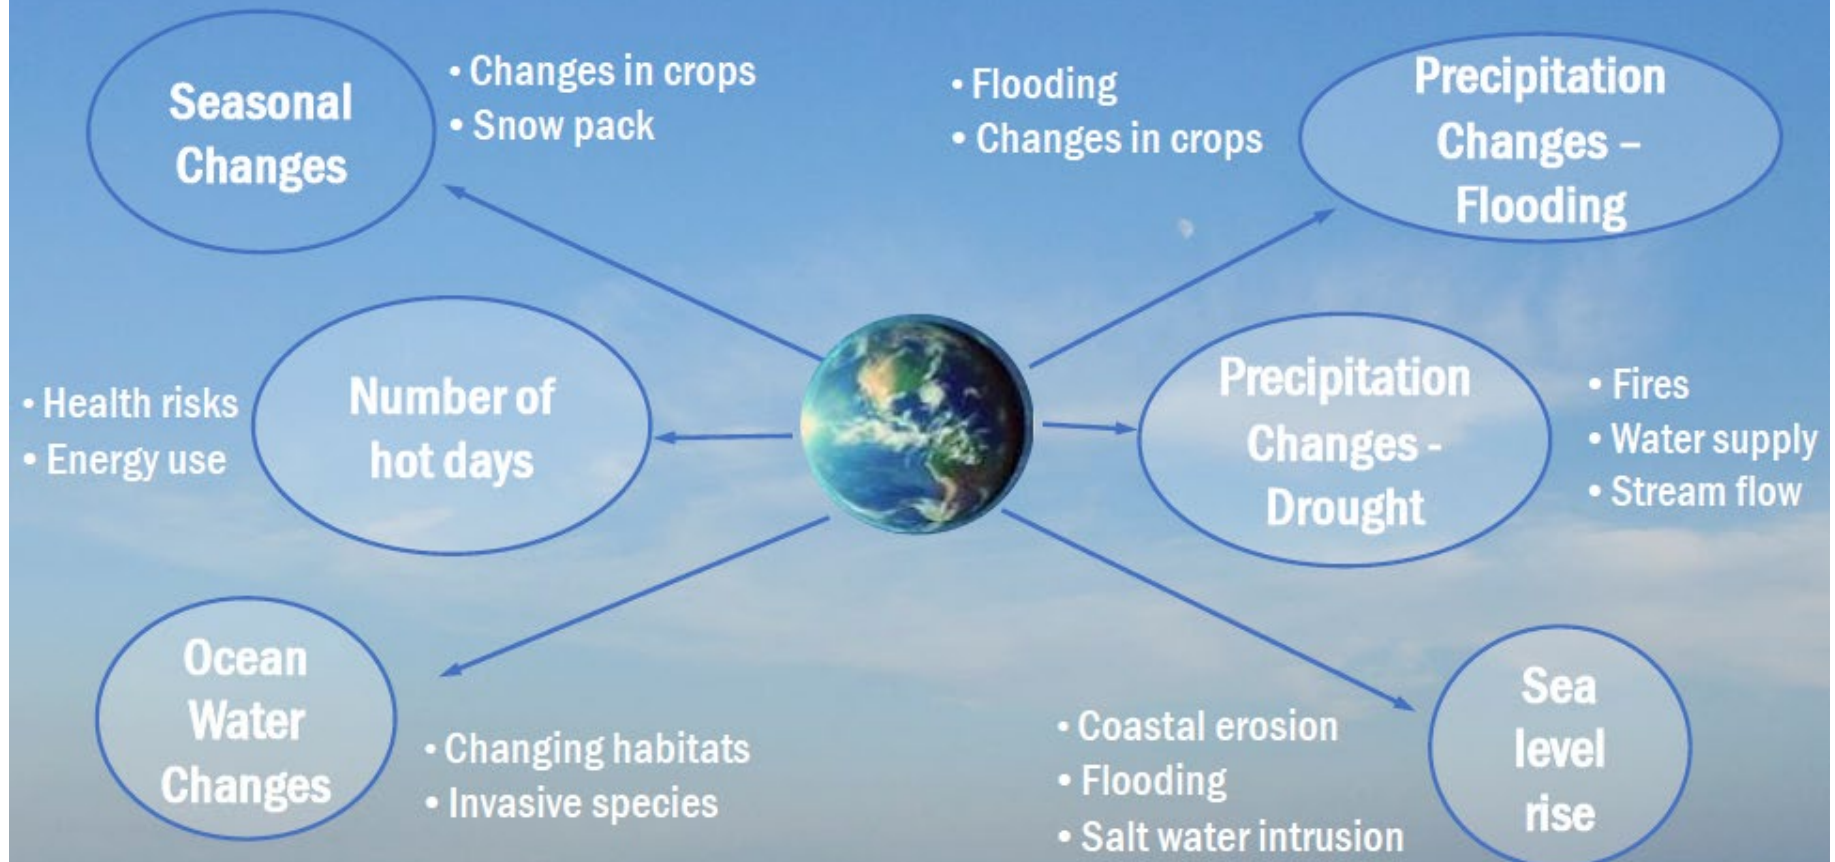 Seasonal
Changes
• Changes in crops
• Snow pack
• Flooding
• Changes in crops
Precipitation
Changes –
Flooding
• Health risks
• Energy use
Number of
hot days
Precipitation
Changes -
Drought
• Fires
• Water supply
• Stream flow
Ocean
Water
Changes
• Changing habitats
• Invasive species
• Coastal erosion
• Flooding
• Salt water intrusion
Sea
level
rise